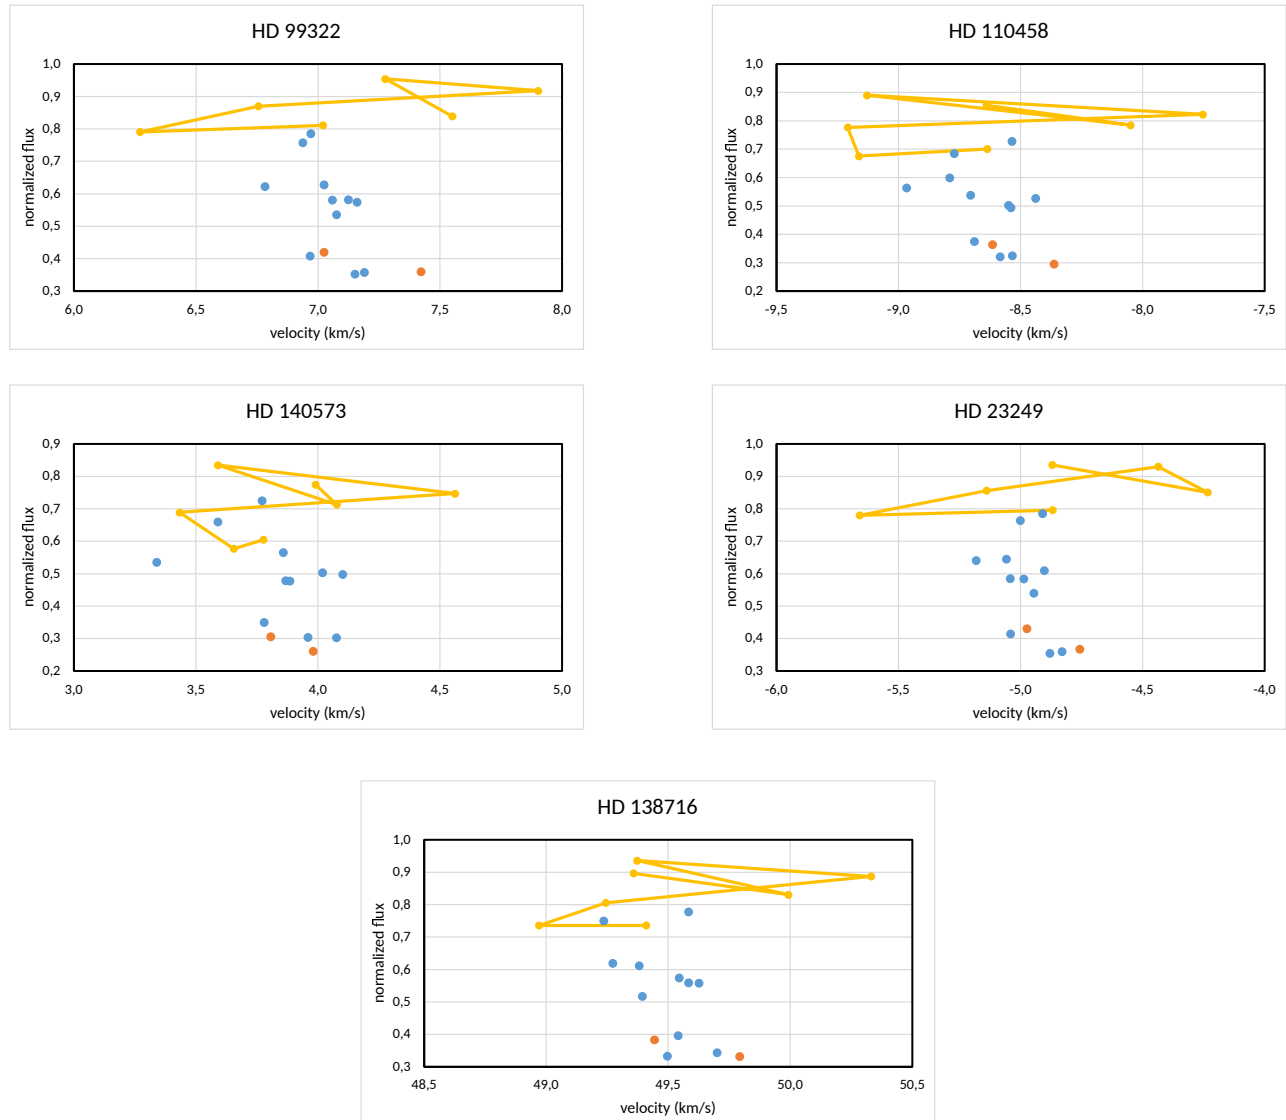 HD 99322
normalized flux
1,0
0,9
0,8
0,7
0,6
0,5
0,4
0,3
6,0 6,5 7,0 7,5 8,0
velocity (km/s)
HD 110458
normalized flux
1,0
0,9
0,8
0,7
0,6
0,5
0,4
0,3
0,2
-9,5 -9,0 -8,5 -8,0 -7,5
velocity (km/s)
HD 140573
normalized flux
0,9
0,8
0,7
0,6
0,5
0,4
0,3
0,2
3,0 3,5 4,0 4,5 5,0
velocity (km/s)
HD 23249
normalized flux
1,0
0,9
0,8
0,7
0,6
0,5
0,4
0,3
-6,0 -5,5 -5,0 -4,5 -4,0
velocity (km/s)
HD 138716
normalized flux
1,0
0,9
0,8
0,7
0,6
0,5
0,4
0,3
48,5 49,0 49,5 50,0 50,5
velocity (km/s)